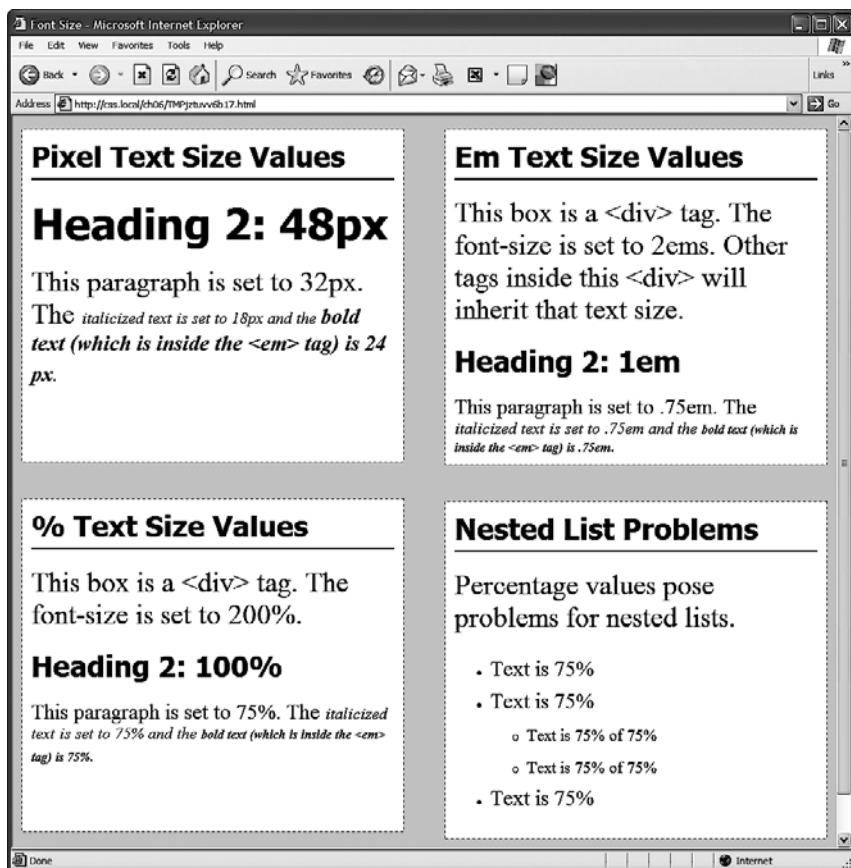 Font Size - Microsoft Internet Explorer
File Edit View Favorites Tools Help
Back Search Favorites Links
Address http://css.local/ch06/TMPjztuvv6b17.html Go
Pixel Text Size Values
Heading 2: 48px
This paragraph is set to 32px.
The italicized text is set to 18px and the bold
text (which is inside the <em> tag) is 24
px.
Em Text Size Values
This box is a <div> tag. The
font-size is set to 2ems. Other
tags inside this <div> will
inherit that text size.
Heading 2: 1em
This paragraph is set to .75em. The
italicized text is set to .75em and the bold text (which is
inside the <em> tag) is .75em.
% Text Size Values
This box is a <div> tag. The
font-size is set to 200%.
Heading 2: 100%
This paragraph is set to 75%. The italicized
text is set to 75% and the bold text (which is inside the <em>
tag) is 75%.
Nested List Problems
Percentage values pose
problems for nested lists.
Text is 75%
Text is 75%
Text is 75% of 75%
Text is 75% of 75%
Text is 75%
Done Internet